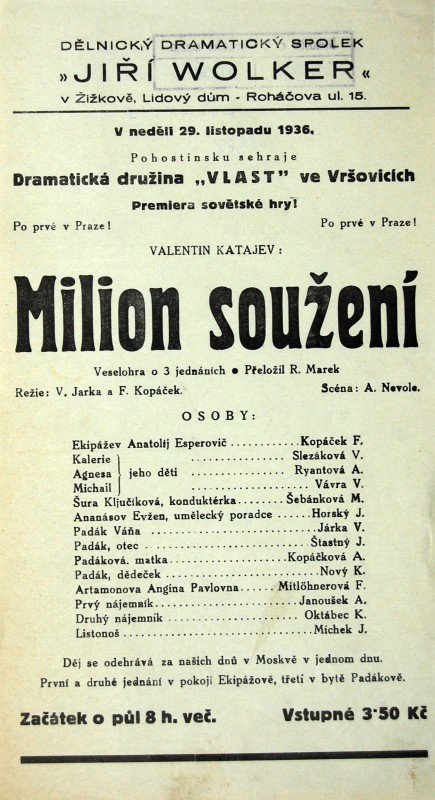 DĚLNICKÝ DRAMATICKÝ SPOLEK
„JIŘÍ WOLKER“
v Žižkově, Lidový dům - Roháčova ul. 15.
V neděli 29. listopadu 1936.
Pohostinsku sehraje
Dramatická družina „VLAST” ve Vršovicích
Premiera sovětské hry!
Po prvé v Praze! Po prvé v Praze!
VALENTIN KATAJEV:
Milion soužení
Veselohra o 3 jednáních ● Přeložil R. Marek
Režie: V. Jarka a F. Kopáček. Scéna: A. Nevole.
OSOBY:
Ekipážev Anatolij Esperovič ........... Kopáček F.
Kalerie ............... Slezáková V.
Agnesa } jeho děti ............... Ryantová A.
Michail ............... Vávra V.
Šura Ključíková, konduktérka ........ Šebánková M.
Ananásov Evžen, umělecký poradce ...... Horský J.
Padák Váňa ...................... Járka V.
Padák, otec ...................... Šťastný J.
Padáková, matka ................. Kopáčková A.
Padák, dědeček ...................... Nový K.
Artamonova Angina Pavlovna ...... Mitlöhnerová F.
Prvý nájemník .................... Janoušek A.
Druhý nájemník .................. Oktábec K.
Listonoš ......................... Michek J.
Děj se odehrává za našich dnů v Moskvě v jednom dnu.
První a druhé jednání v pokoji Ekipážově, třetí v bytě Padákově.
Začátek o půl 8 h. več. Vstupné 3·50 Kč